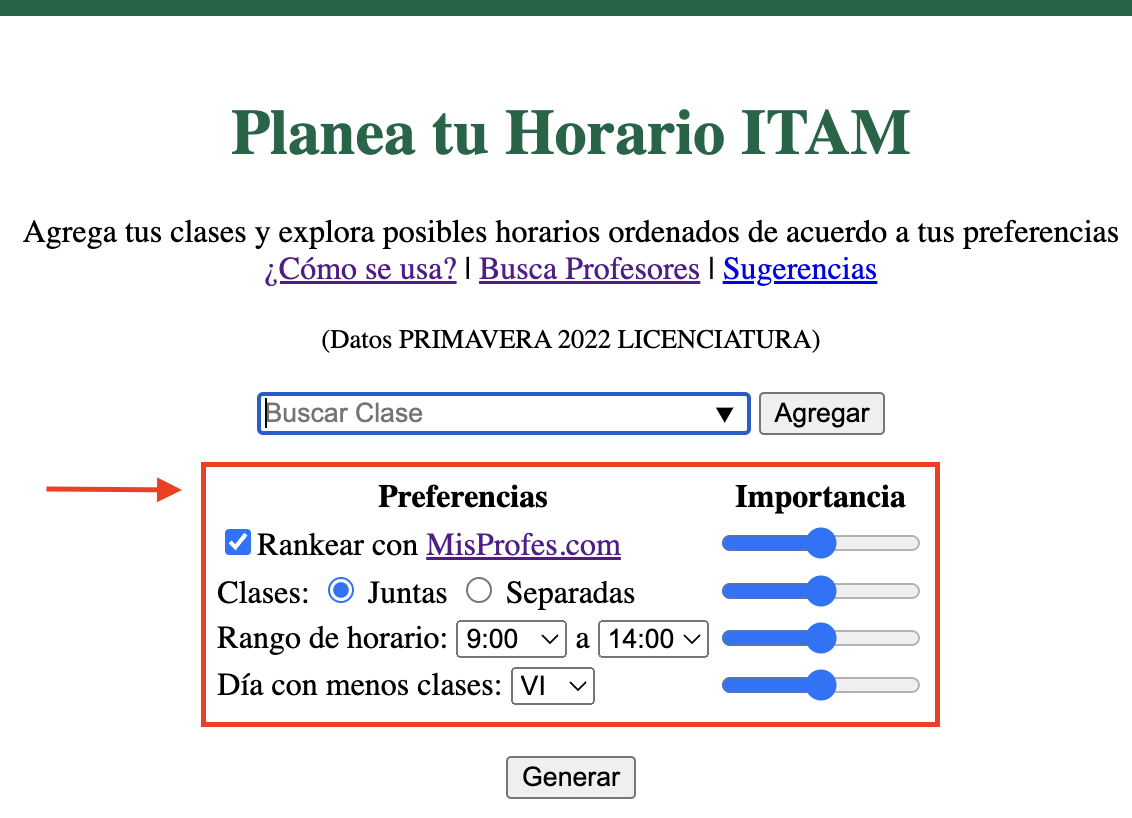 Planea tu Horario ITAM
Agrega tus clases y explora posibles horarios ordenados de acuerdo a tus preferencias
¿Cómo se usa? | Busca Profesores | Sugerencias
(Datos PRIMAVERA 2022 LICENCIATURA)
Buscar Clase Agregar
Preferencias Importancia
Rankear con MisProfes.com
Clases: Juntas Separadas
Rango de horario: 9:00 a 14:00
Día con menos clases: VI
Generar